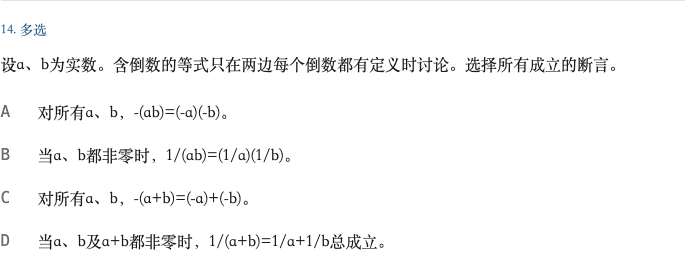 14. 多选
设a、b为实数。含倒数的等式只在两边每个倒数都有定义时讨论。选择所有成立的断言。
A 对所有a、b，-(ab)=(-a)(-b)。
B 当a、b都非零时，1/(ab)=(1/a)(1/b)。
C 对所有a、b，-(a+b)=(-a)+(-b)。
D 当a、b及a+b都非零时，1/(a+b)=1/a+1/b总成立。